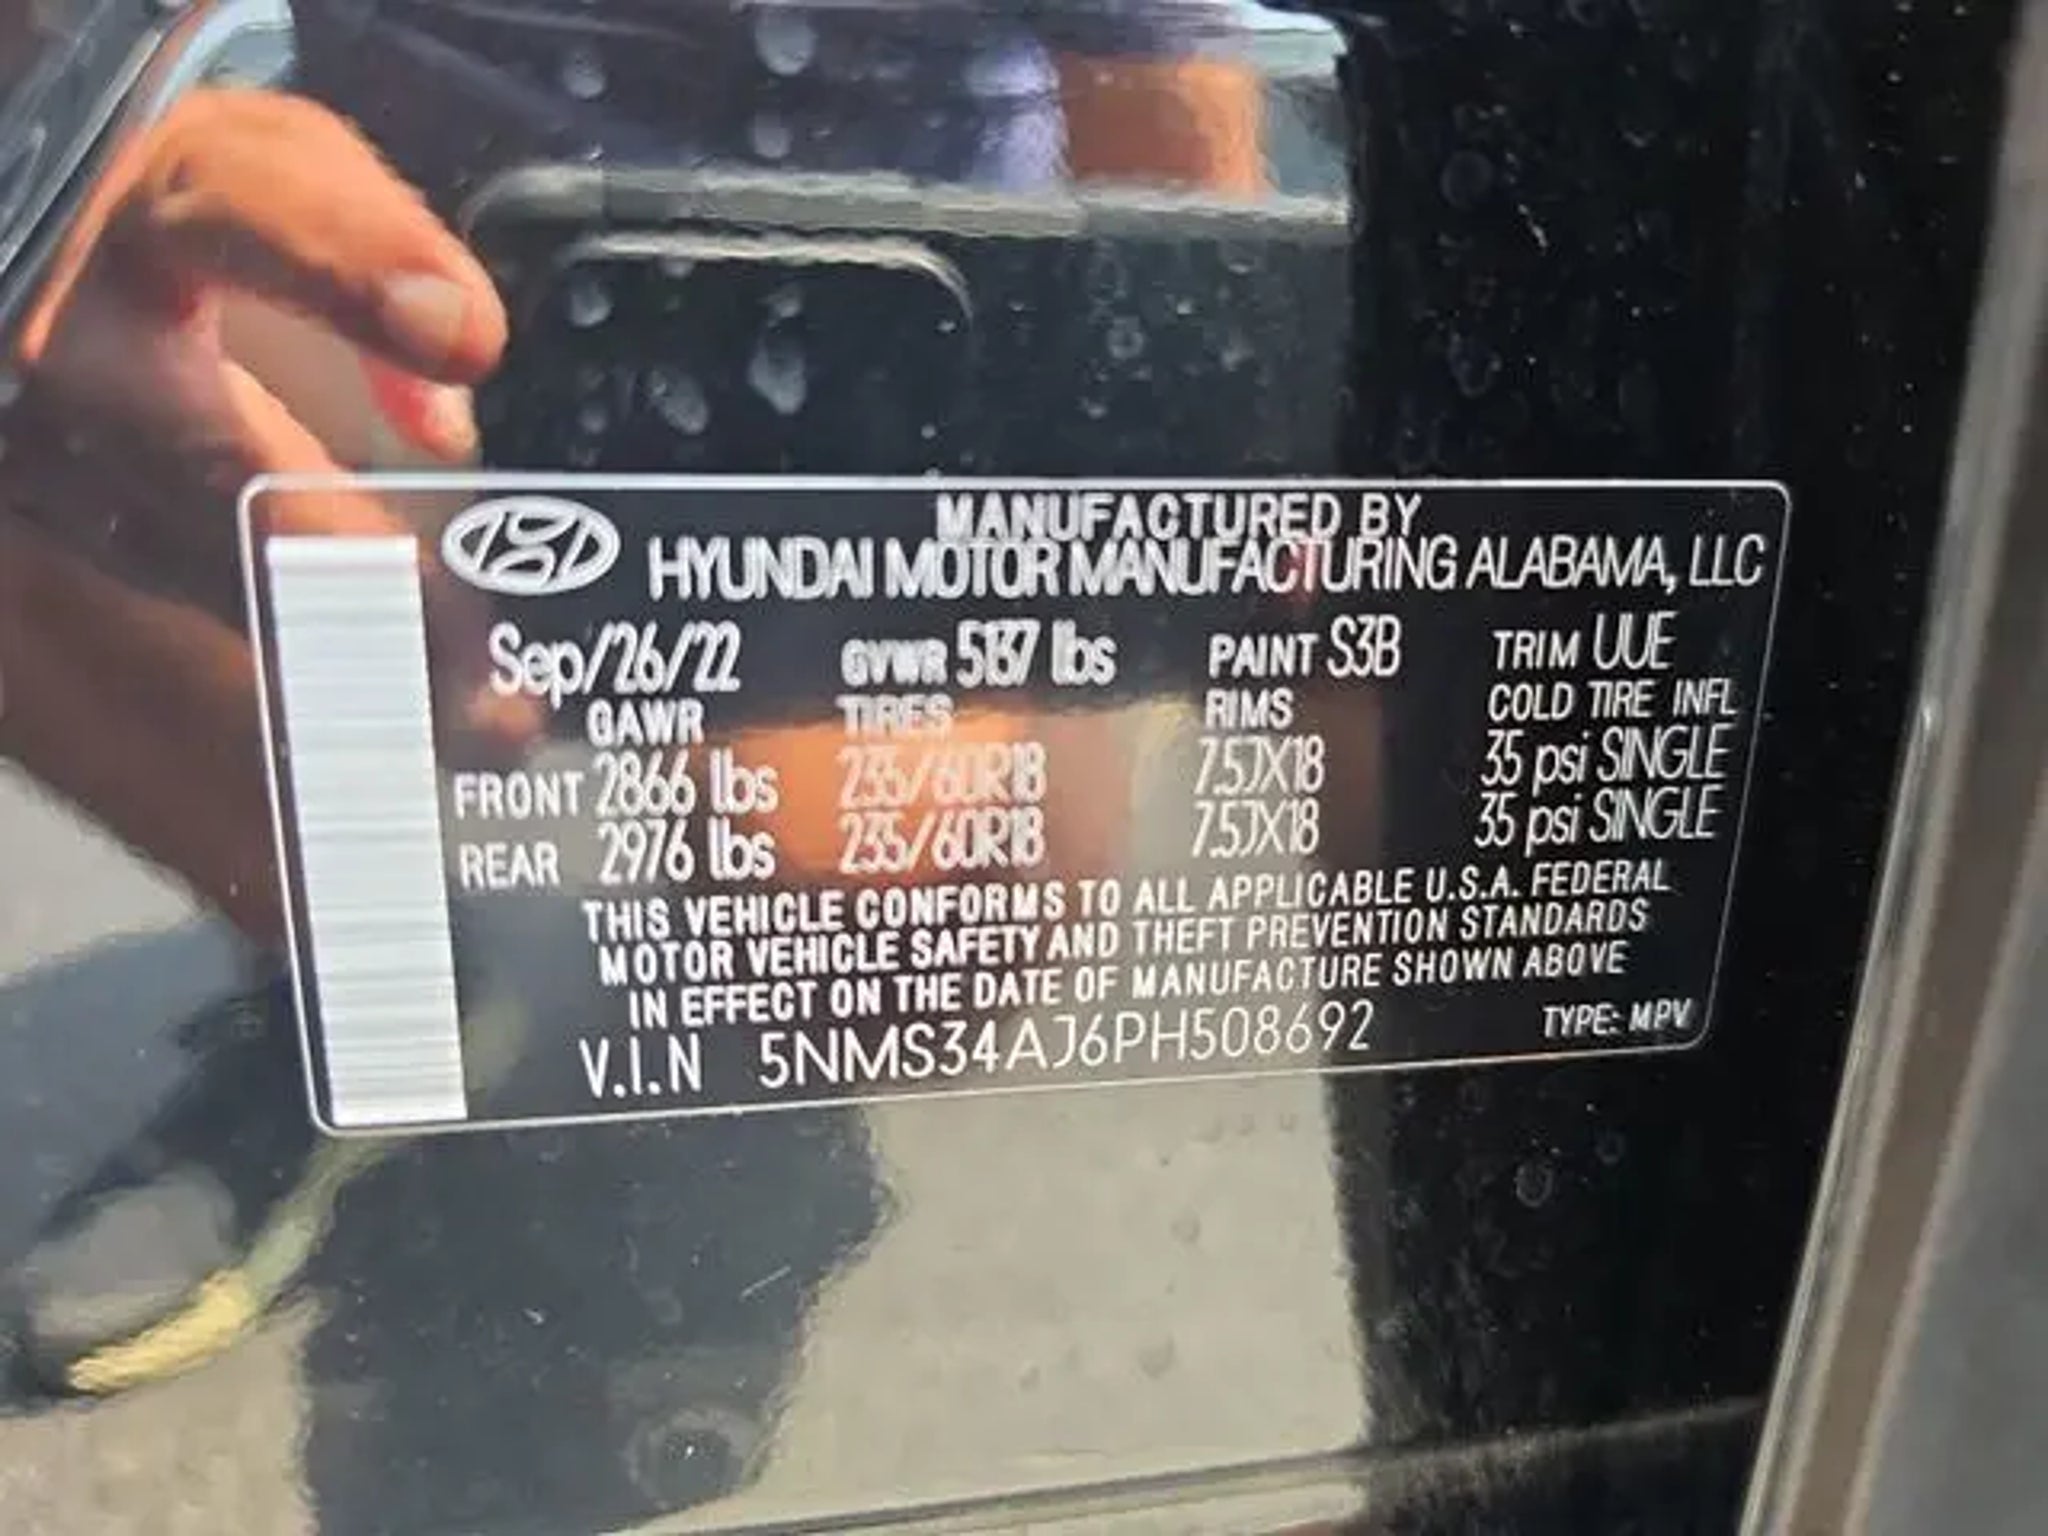 MANUFACTURED BY
HYUNDAI MOTOR MANUFACTURING ALABAMA, LLC
Sep/26/22 GVWR 5137 lbs PAINT S3B TRIM UUE
GAWR TIRES RIMS COLD TIRE INFL
FRONT 2866 lbs 235/60R18 7.5JX18 35 psi SINGLE
REAR 2976 lbs 235/60R18 7.5JX18 35 psi SINGLE
THIS VEHICLE CONFORMS TO ALL APPLICABLE U.S.A. FEDERAL
MOTOR VEHICLE SAFETY AND THEFT PREVENTION STANDARDS
IN EFFECT ON THE DATE OF MANUFACTURE SHOWN ABOVE
V.I.N 5NMS34AJ6PH508692 TYPE: MPV